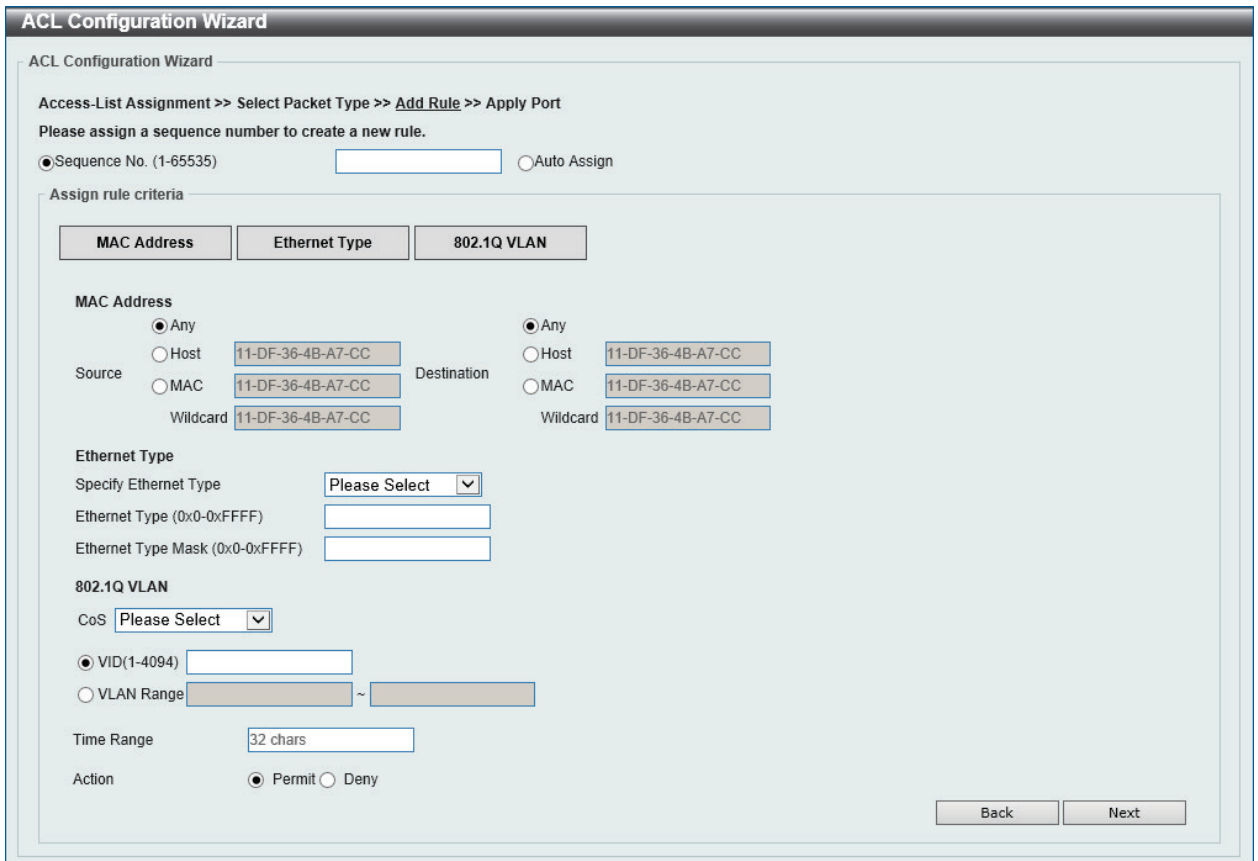 ACL Configuration Wizard
ACL Configuration Wizard
Access-List Assignment >> Select Packet Type >> Add Rule >> Apply Port
Please assign a sequence number to create a new rule.
Sequence No. (1-65535) Auto Assign
Assign rule criteria
MAC Address Ethernet Type 802.1Q VLAN
MAC Address
Any Any
Host 11-DF-36-4B-A7-CC Host 11-DF-36-4B-A7-CC
Source Destination
MAC 11-DF-36-4B-A7-CC MAC 11-DF-36-4B-A7-CC
Wildcard 11-DF-36-4B-A7-CC Wildcard 11-DF-36-4B-A7-CC
Ethernet Type
Specify Ethernet Type Please Select
Ethernet Type (0x0-0xFFFF)
Ethernet Type Mask (0x0-0xFFFF)
802.1Q VLAN
CoS Please Select
VID(1-4094)
VLAN Range ~
Time Range 32 chars
Action Permit Deny
Back Next